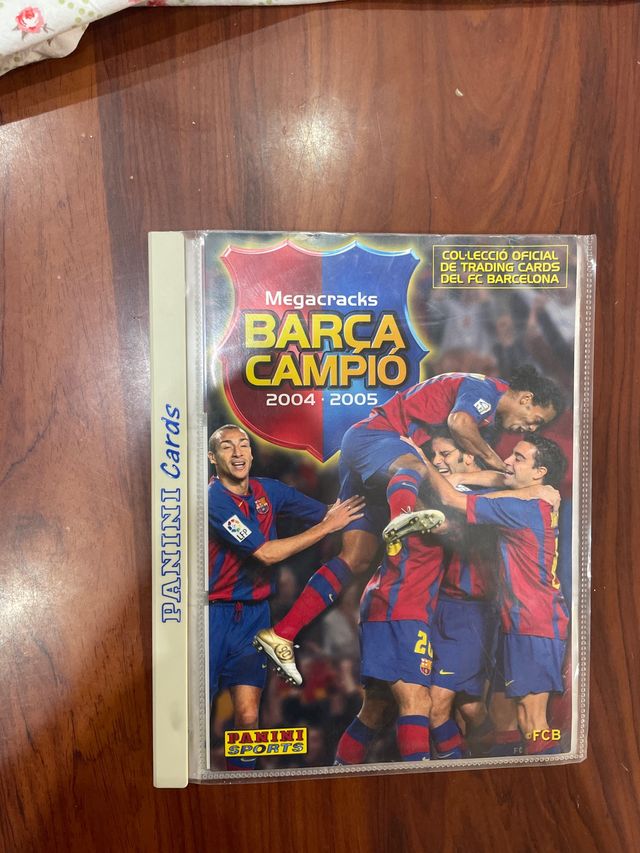 COL·LECCIÓ OFICIAL
DE TRADING CARDS
DEL FC BARCELONA
Megacracks
BARÇA
CAMPIÓ
2004 · 2005
PANINI Cards
LFP
PANINI
SPORTS
©FCB